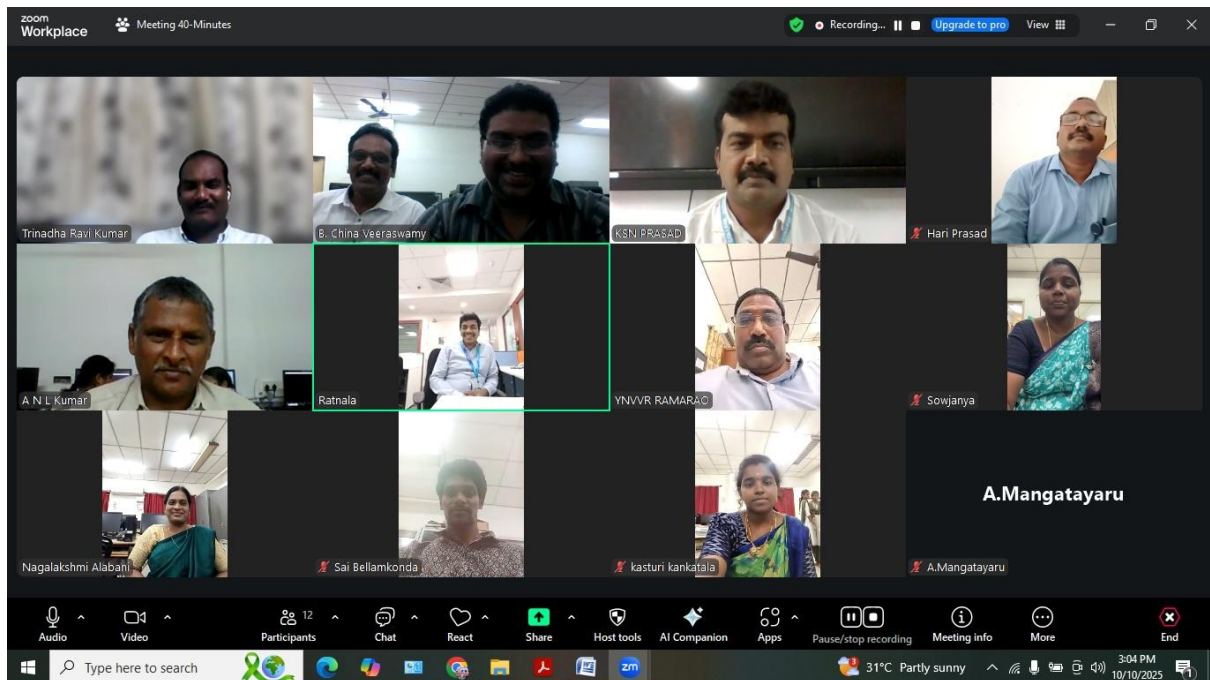 zoom
Workplace
Meeting 40-Minutes
Recording...
Upgrade to pro
View
Trinadha Ravi Kumar
B. China Veeraswamy
KSN PRASAD
Hari Prasad
A N L Kumar
Ratnala
YNVVR RAMARAO
Sowjanya
Nagalakshmi Alabani
Sai Bellamkonda
kasturi kankatala
A.Mangatayaru
A.Mangatayaru
Audio
Video
Participants
12
Chat
React
Share
Host tools
AI Companion
Apps
Pause/stop recording
Meeting info
More
End
Type here to search
zm
31°C Partly sunny
3:04 PM
10/10/2025